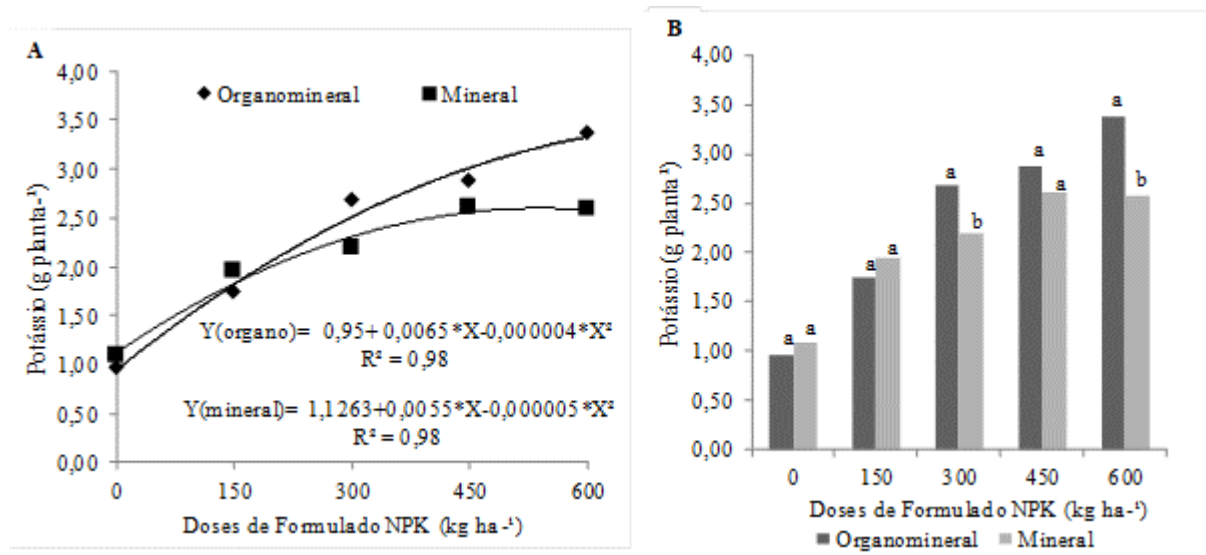 A
4,00
3,50
3,00
2,50
2,00
1,50
1,00
0,50
0,00
Potássio (g planta-¹)
Organomineral Mineral
Y(organo)= 0,95+ 0,0065*X-0,000004*X²
R² = 0,98
Y(mineral)= 1,1263+0,0055*X-0,000005*X²
R² = 0,98
0 150 300 450 600
Doses de Formulado NPK (kg ha-¹)
B
4,00
3,50
3,00
2,50
2,00
1,50
1,00
0,50
0,00
Potássio (g planta¹)
a a
a a
a b
a a
a b
0 150 300 450 600
Doses de Formulado NPK (kg ha-¹)
Organomineral Mineral